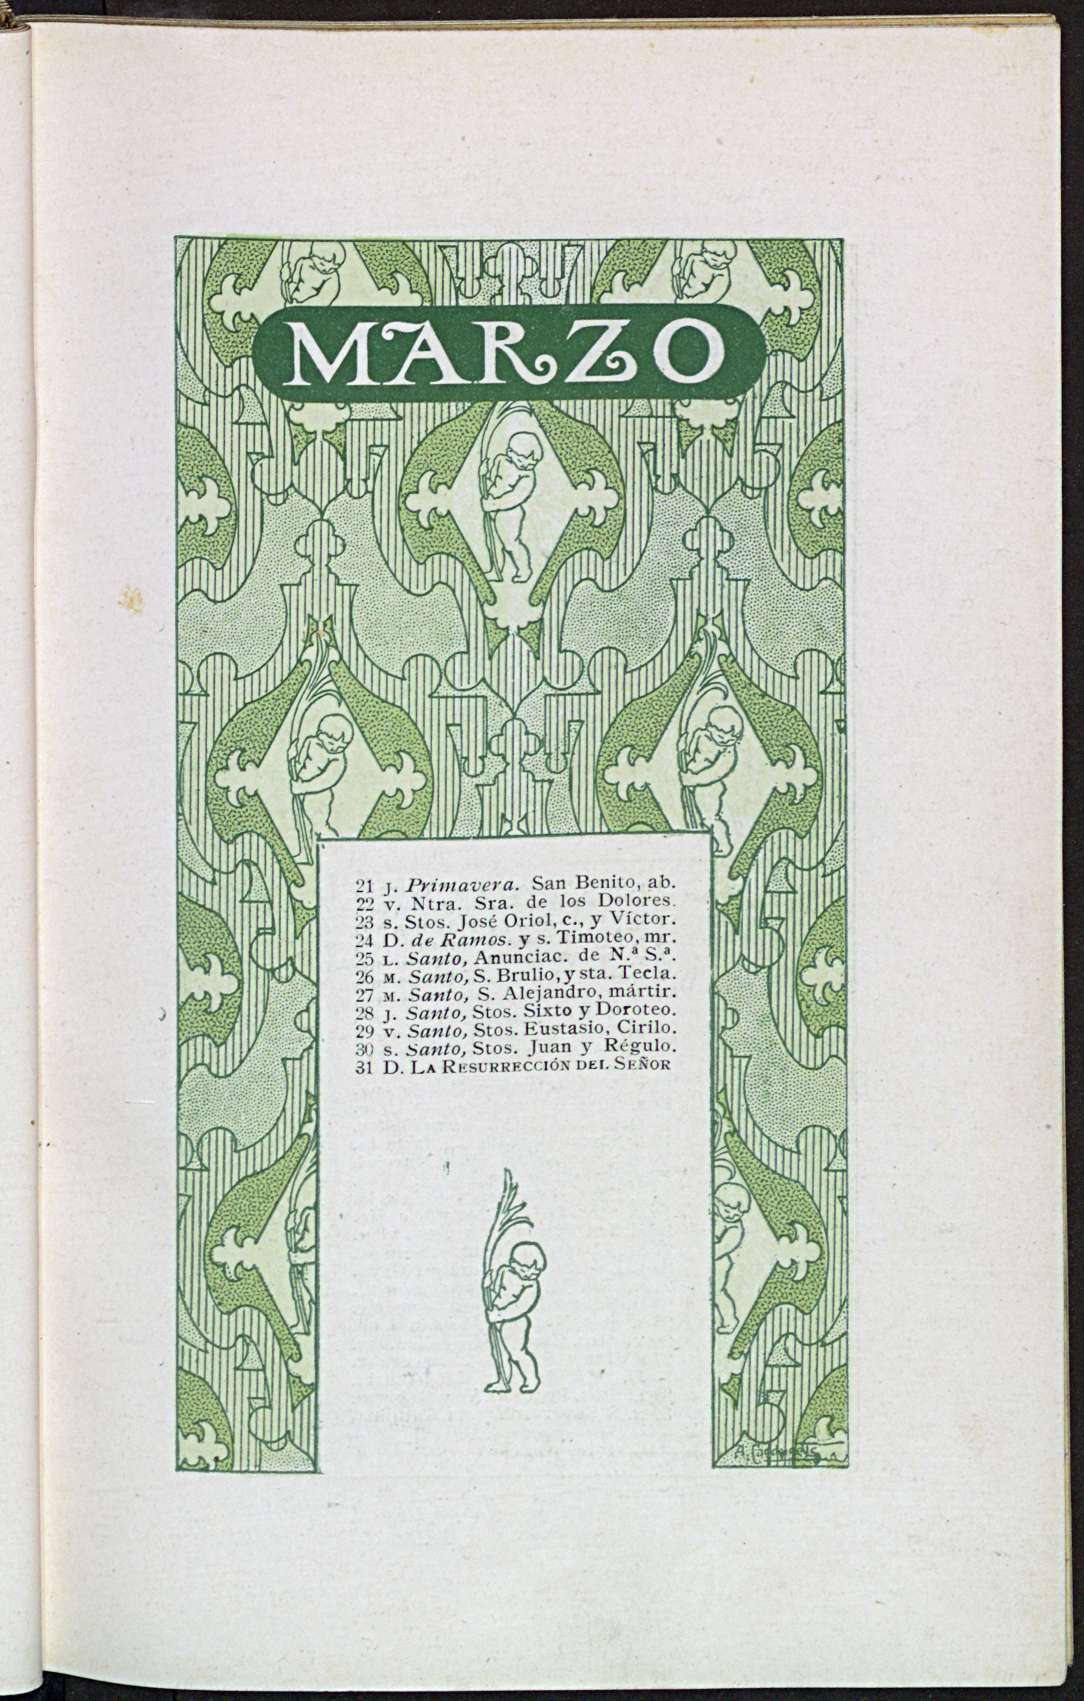 MARZO
21 J. Primavera. San Benito, ab.
22 V. Ntra. Sra. de los Dolores.
23 S. Stos. José Oriol, c., y Víctor.
24 D. de Ramos. y s. Timoteo, mr.
25 L. Santo, Anunciac. de N.ª S.ª.
26 M. Santo, S. Brulio, y sta. Tecla.
27 M. Santo, S. Alejandro, mártir.
28 J. Santo, Stos. Sixto y Doroteo.
29 V. Santo, Stos. Eustasio, Cirilo.
30 S. Santo, Stos. Juan y Régulo.
31 D. LA RESURRECCIÓN DEL SEÑOR